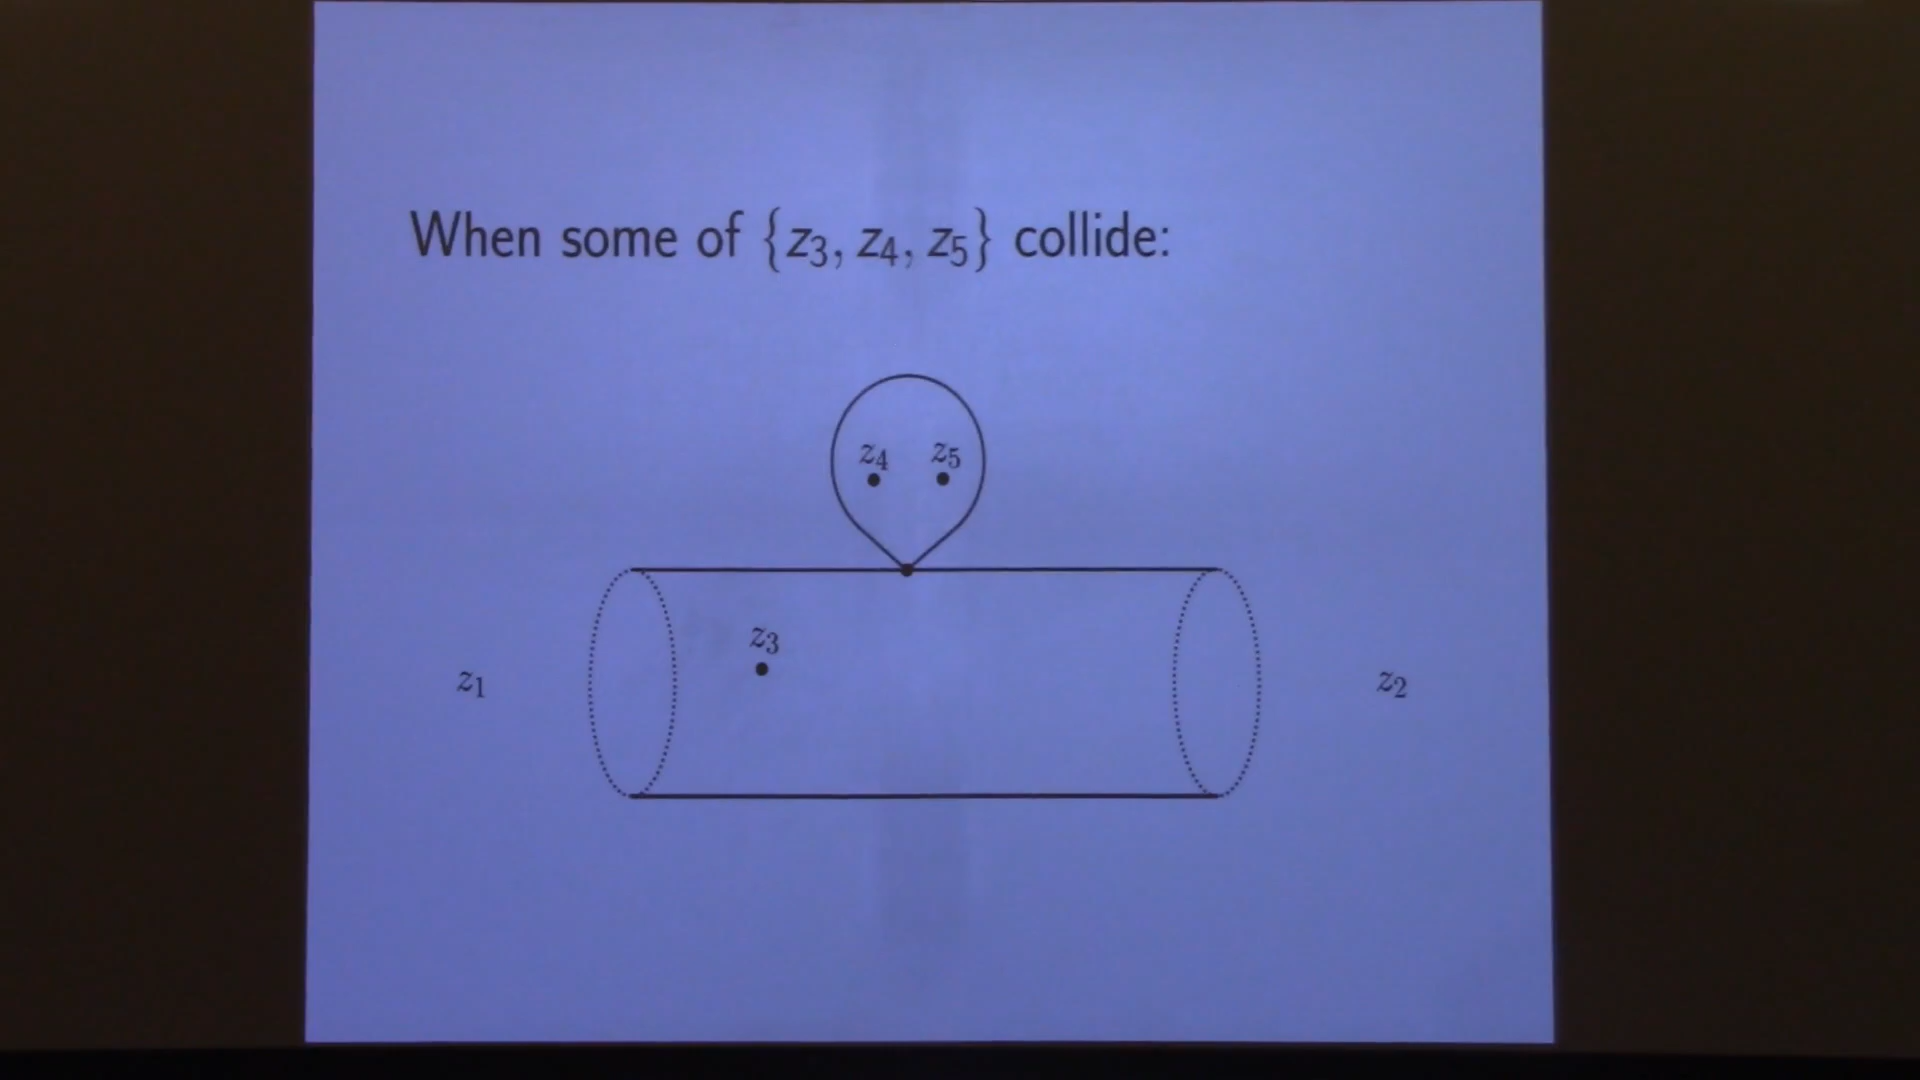 When some of {z₃, z₄, z₅} collide:
z₄ z₅
z₃
z₁ z₂